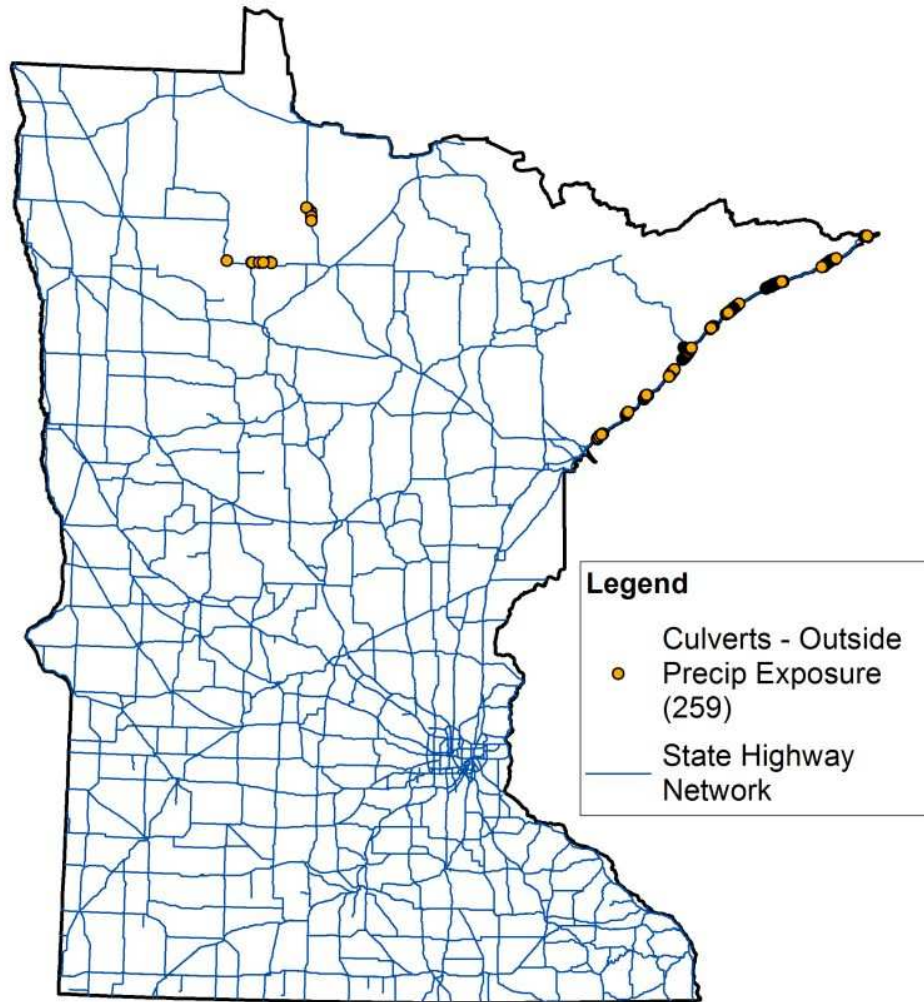 Legend
Culverts - Outside
Precip Exposure
(259)
State Highway
Network